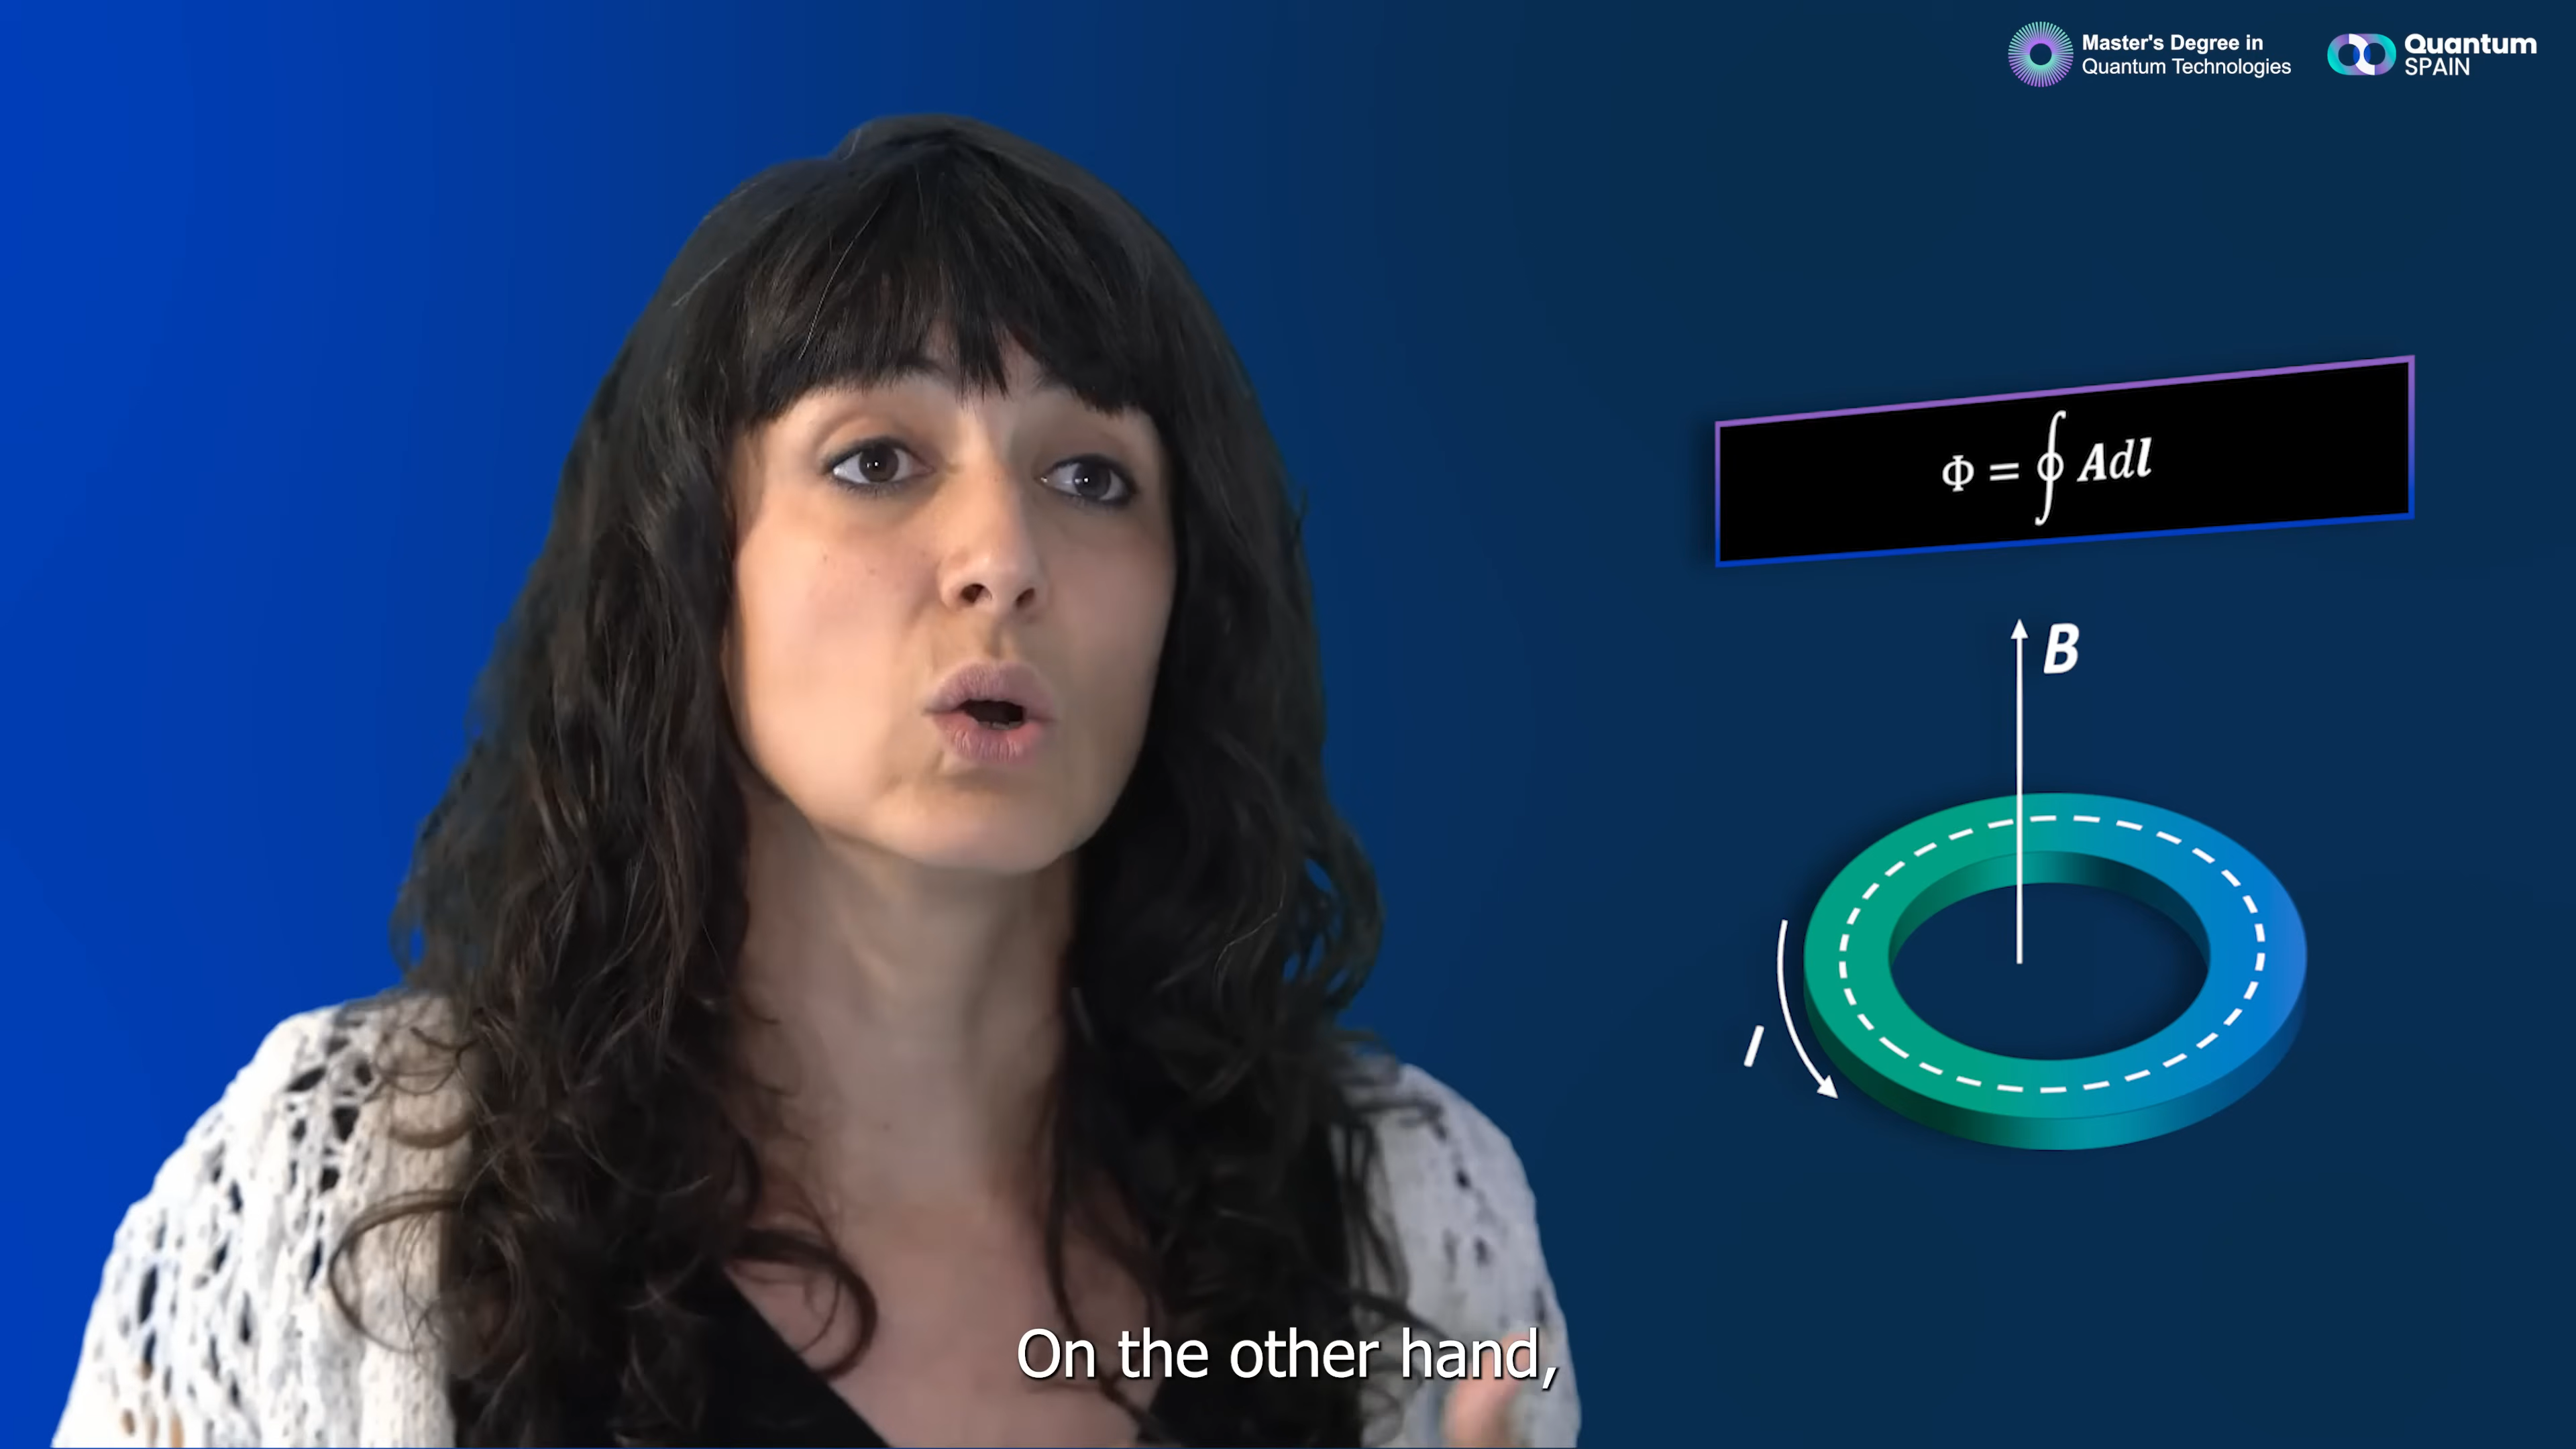 Master's Degree in
Quantum Technologies
Quantum
SPAIN
Φ = ∮ Adl
B
I
On the other hand,